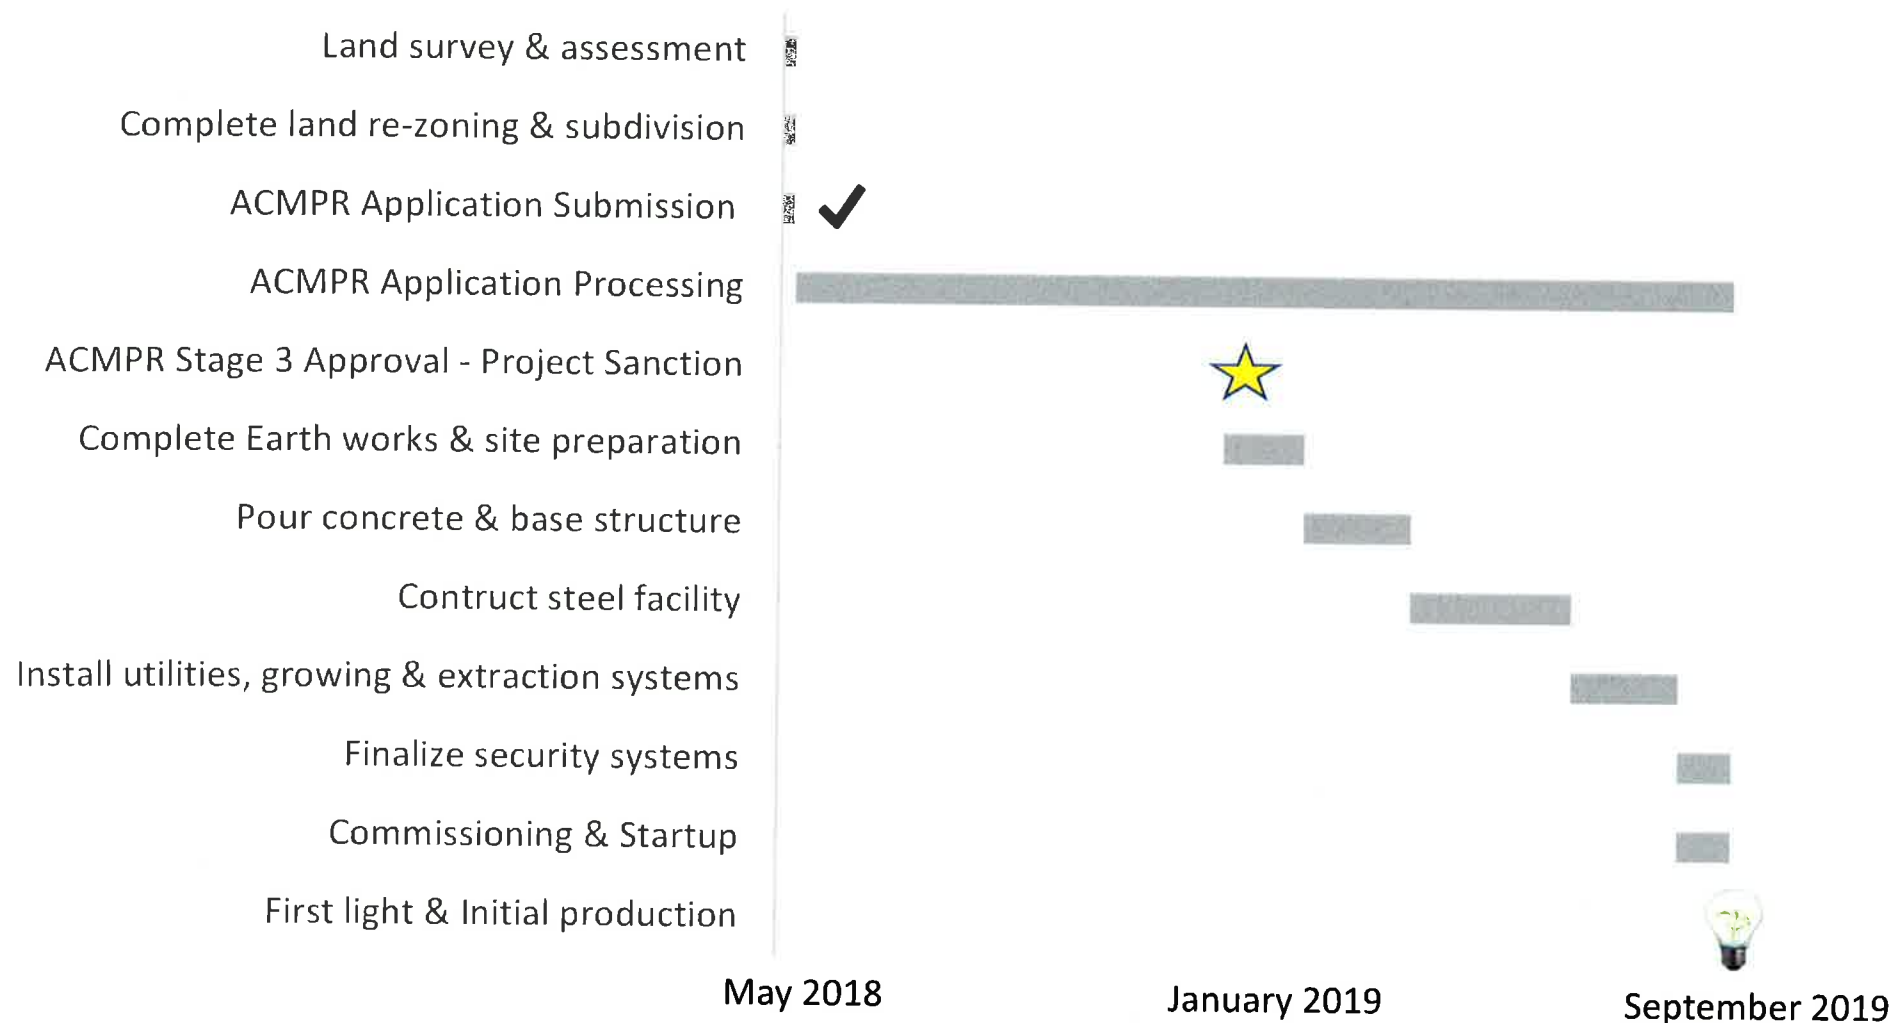 Land survey & assessment
Complete land re-zoning & subdivision
ACMPR Application Submission
ACMPR Application Processing
ACMPR Stage 3 Approval - Project Sanction
Complete Earth works & site preparation
Pour concrete & base structure
Contruct steel facility
Install utilities, growing & extraction systems
Finalize security systems
Commissioning & Startup
First light & Initial production
May 2018
January 2019
September 2019